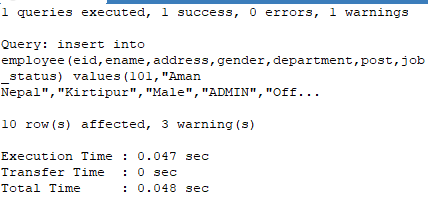 1 queries executed, 1 success, 0 errors, 1 warnings
Query: insert into
employee(eid,ename,address,gender,department,post,job
_status) values(101,"Aman
Nepal","Kirtipur","Male","ADMIN","Off...
10 row(s) affected, 3 warning(s)
Execution Time : 0.047 sec
Transfer Time  : 0 sec
Total Time     : 0.048 sec